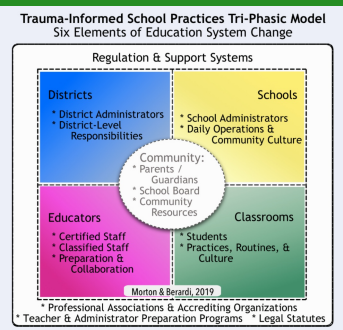 Trauma-Informed School Practices Tri-Phasic Model
Six Elements of Education System Change
Regulation & Support Systems
Districts
* District Administrators
* District-Level
Responsibilities
Schools
* School Administrators
* Daily Operations &
Community Culture
Community:
* Parents /
Guardians
* School Board
* Community
Resources
Educators
* Certified Staff
* Classified Staff
* Preparation &
Collaboration
Classrooms
* Students
* Practices, Routines, &
Culture
Morton & Berardi, 2019
* Professional Associations & Accrediting Organizations
* Teacher & Administrator Preparation Programs * Legal Statutes